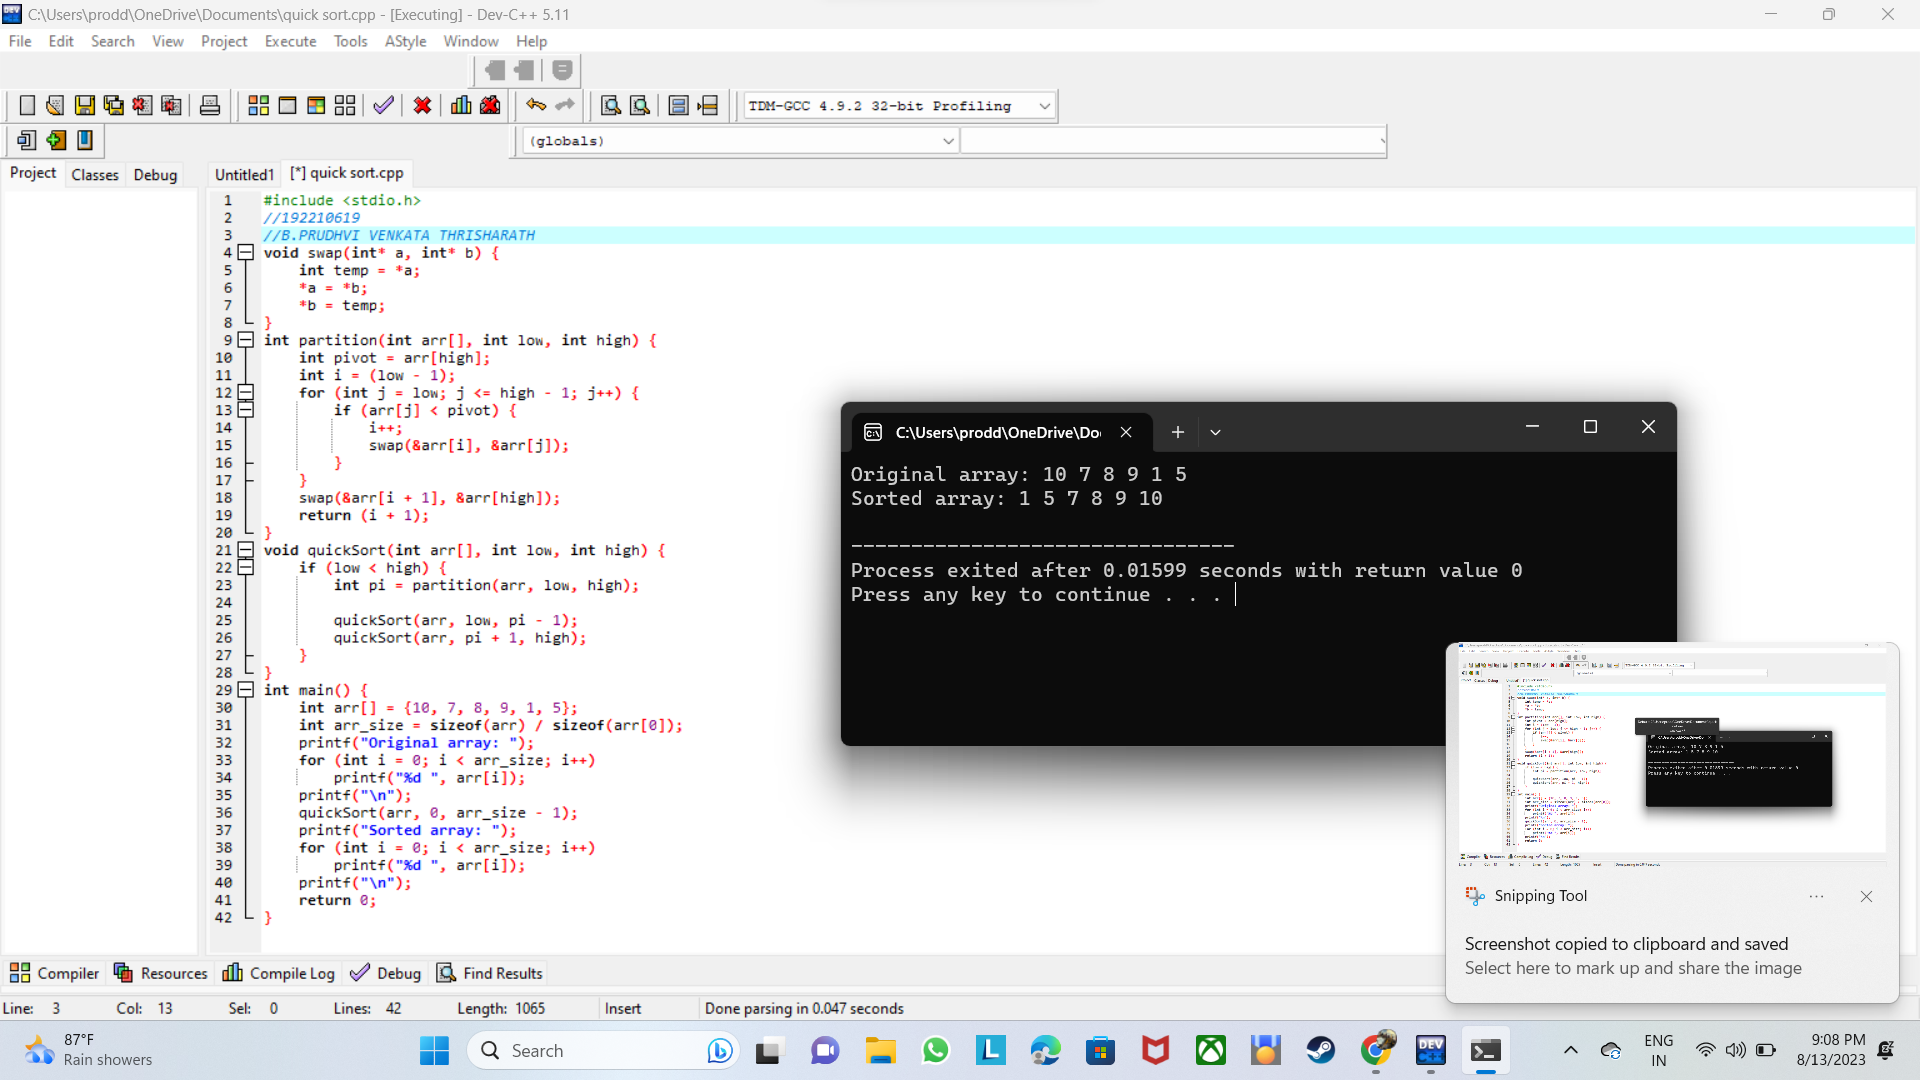 C:\Users\prodd\OneDrive\Documents\quick sort.cpp - [Executing] - Dev-C++ 5.11
File Edit Search View Project Execute Tools AStyle Window Help
TDM-GCC 4.9.2 32-bit Profiling
(globals)
Project Classes Debug
Untitled1 [*] quick sort.cpp
1 #include <stdio.h>
2 //192210619
3 //B.PRUDHVI VENKATA THRISHARATH
4 void swap(int* a, int* b) {
5 int temp = *a;
6 *a = *b;
7 *b = temp;
8 }
9 int partition(int arr[], int low, int high) {
10 int pivot = arr[high];
11 int i = (low - 1);
12 for (int j = low; j <= high - 1; j++) {
13 if (arr[j] < pivot) {
14 i++;
15 swap(&arr[i], &arr[j]);
16 }
17 }
18 swap(&arr[i + 1], &arr[high]);
19 return (i + 1);
20 }
21 void quickSort(int arr[], int low, int high) {
22 if (low < high) {
23 int pi = partition(arr, low, high);
24
25 quickSort(arr, low, pi - 1);
26 quickSort(arr, pi + 1, high);
27 }
28 }
29 int main() {
30 int arr[] = {10, 7, 8, 9, 1, 5};
31 int arr_size = sizeof(arr) / sizeof(arr[0]);
32 printf("Original array: ");
33 for (int i = 0; i < arr_size; i++)
34 printf("%d ", arr[i]);
35 printf("\n");
36 quickSort(arr, 0, arr_size - 1);
37 printf("Sorted array: ");
38 for (int i = 0; i < arr_size; i++)
39 printf("%d ", arr[i]);
40 printf("\n");
41 return 0;
42 }
C:\Users\prodd\OneDrive\Do
Original array: 10 7 8 9 1 5
Sorted array: 1 5 7 8 9 10
--------------------------------
Process exited after 0.01599 seconds with return value 0
Press any key to continue . . .
Snipping Tool
Screenshot copied to clipboard and saved
Select here to mark up and share the image
Compiler Resources Compile Log Debug Find Results
Line: 3 Col: 13 Sel: 0 Lines: 42 Length: 1065 Insert Done parsing in 0.047 seconds
87°F
Rain showers
Search
DEV C++
ENG
IN
9:08 PM
8/13/2023